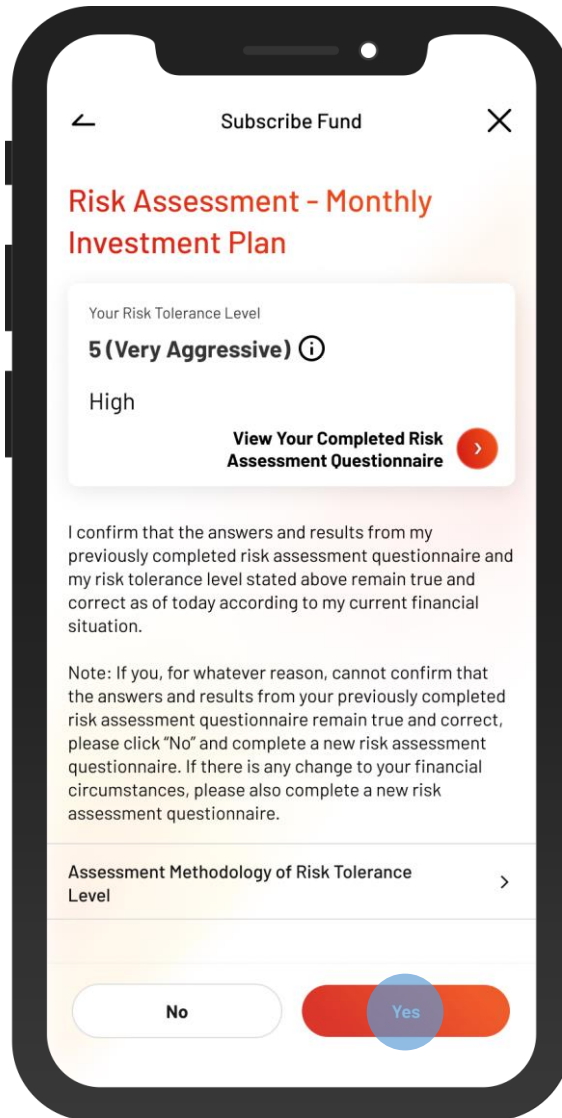 Subscribe Fund
Risk Assessment - Monthly
Investment Plan
Your Risk Tolerance Level
5 (Very Aggressive)
High
View Your Completed Risk
Assessment Questionnaire
I confirm that the answers and results from my
previously completed risk assessment questionnaire and
my risk tolerance level stated above remain true and
correct as of today according to my current financial
situation.
Note: If you, for whatever reason, cannot confirm that
the answers and results from your previously completed
risk assessment questionnaire remain true and correct,
please click “No” and complete a new risk assessment
questionnaire. If there is any change to your financial
circumstances, please also complete a new risk
assessment questionnaire.
Assessment Methodology of Risk Tolerance
Level
No
Yes